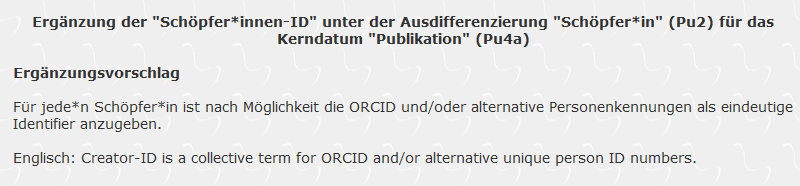 Ergänzung der "Schöpfer*innen-ID" unter der Ausdifferenzierung "Schöpfer*in" (Pu2) für das
Kerndatum "Publikation" (Pu4a)
Ergänzungsvorschlag
Für jede*n Schöpfer*in ist nach Möglichkeit die ORCID und/oder alternative Personenkennungen als eindeutige
Identifier anzugeben.
Englisch: Creator-ID is a collective term for ORCID and/or alternative unique person ID numbers.